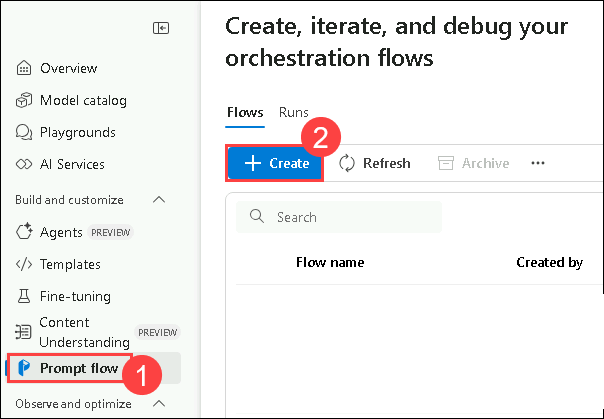 Create, iterate, and debug your
orchestration flows
Overview
Model catalog
Playgrounds
AI Services
Build and customize
Agents PREVIEW
Templates
Fine-tuning
Content
Understanding PREVIEW
Prompt flow 1
Observe and optimize
Flows Runs
2
Create Refresh Archive ···
Search
Flow name Created by